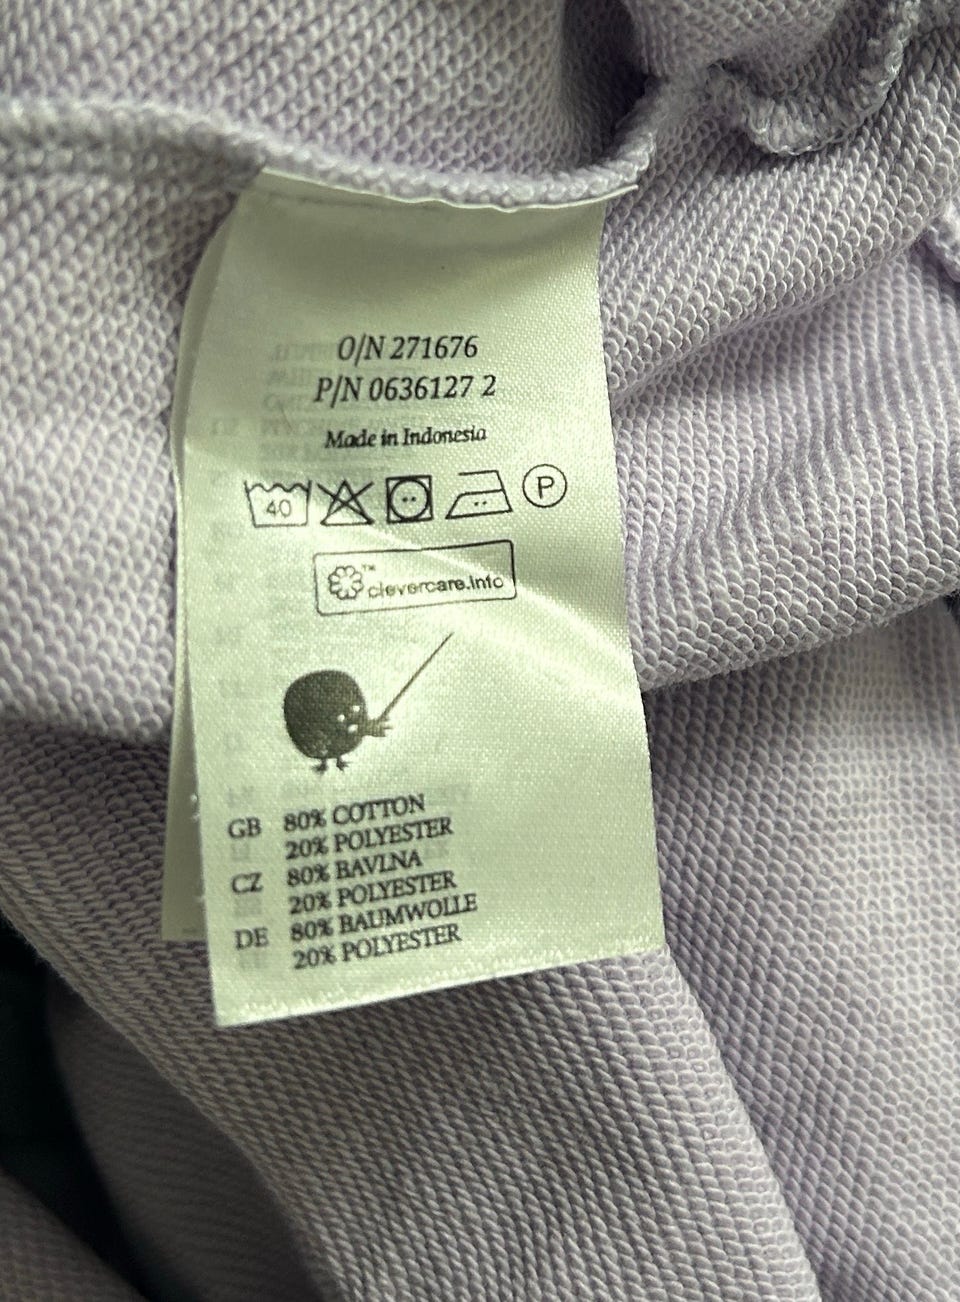 O/N 271676
P/N 0636127 2
Made in Indonesia
40 P
™ clevercare.info
GB 80% COTTON
20% POLYESTER
CZ 80% BAVLNA
20% POLYESTER
DE 80% BAUMWOLLE
20% POLYESTER